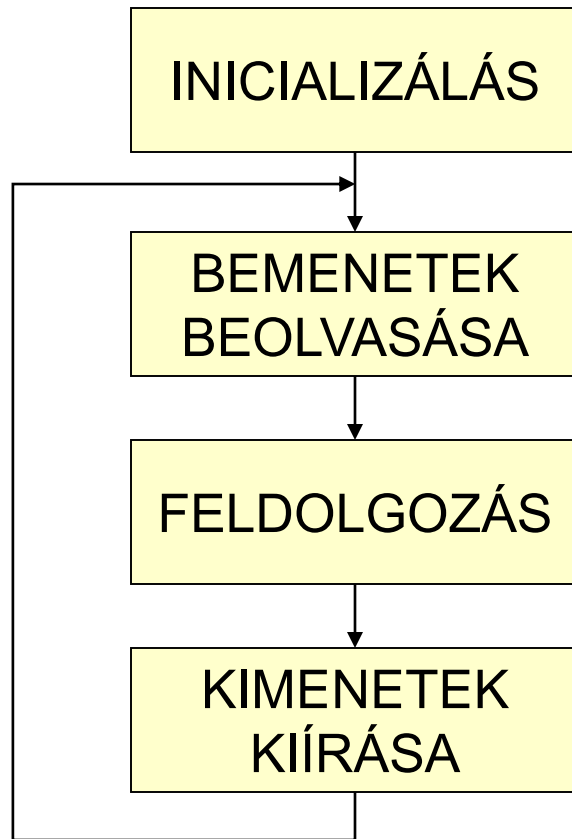 INICIALIZÁLÁS
BEMENETEK
BEOLVASÁSA
FELDOLGOZÁS
KIMENETEK
KIÍRÁSA